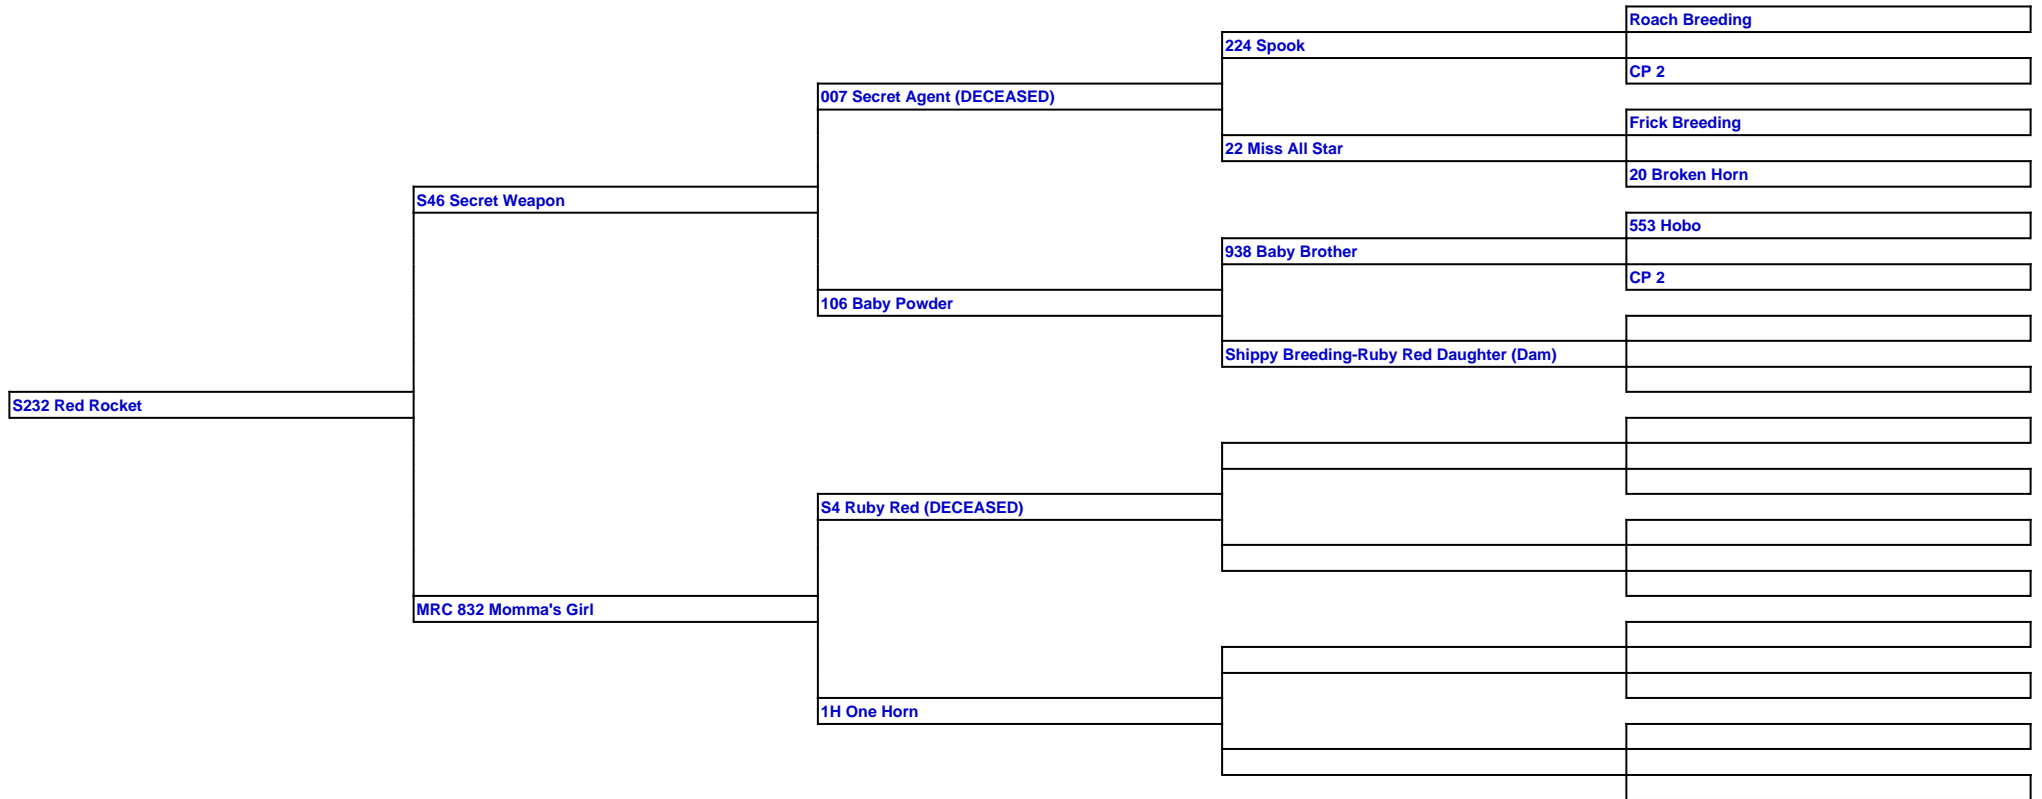 Roach Breeding
224 Spook
CP 2
007 Secret Agent (DECEASED)
Frick Breeding
22 Miss All Star
20 Broken Horn
S46 Secret Weapon
553 Hobo
938 Baby Brother
CP 2
106 Baby Powder
Shippy Breeding-Ruby Red Daughter (Dam)
S232 Red Rocket
S4 Ruby Red (DECEASED)
MRC 832 Momma's Girl
1H One Horn